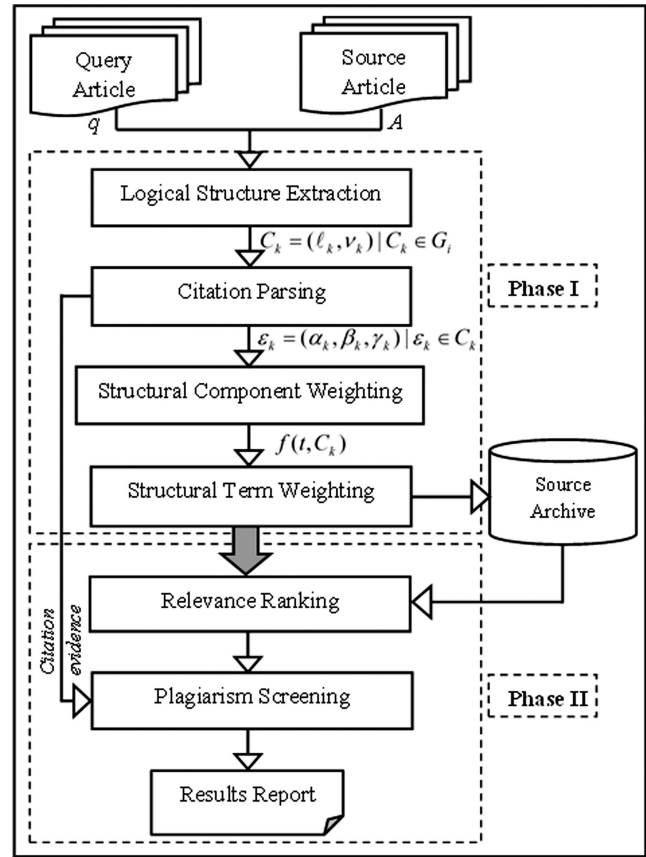 Query
Article
Source
Article
q
A
Logical Structure Extraction
C_k = (ℓ_k, ν_k) | C_k ∈ G_i
Citation Parsing
Phase I
ε_k = (α_k, β_k, γ_k) | ε_k ∈ C_k
Structural Component Weighting
f(t, C_k)
Structural Term Weighting
Source
Archive
Relevance Ranking
Citation
evidence
Plagiarism Screening
Phase II
Results Report